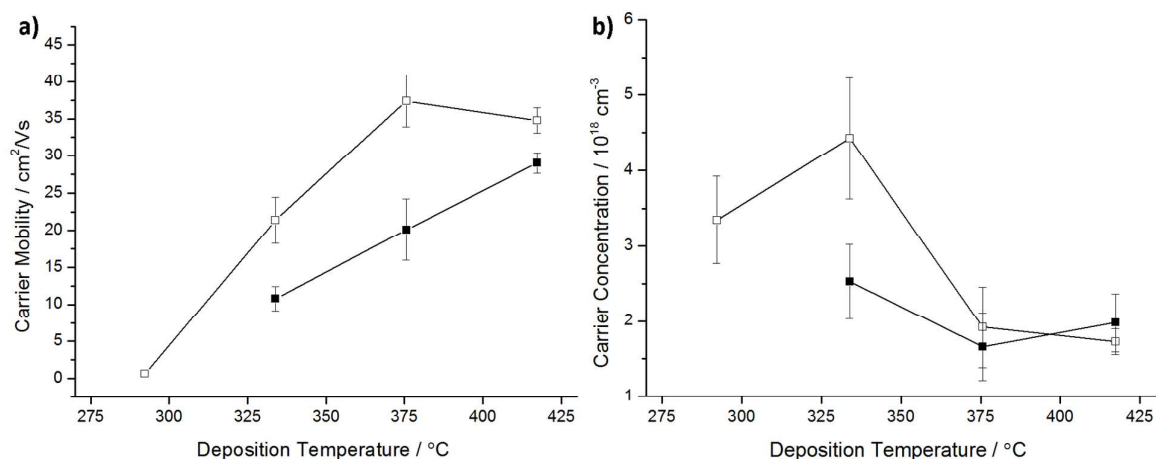 a)
45
40
35
30
25
20
15
10
5
0
Carrier Mobility / cm²/Vs
275 300 325 350 375 400 425
Deposition Temperature / °C
b)
6
5
4
3
2
1
Carrier Concentration / 10¹⁸ cm⁻³
275 300 325 350 375 400 425
Deposition Temperature / °C